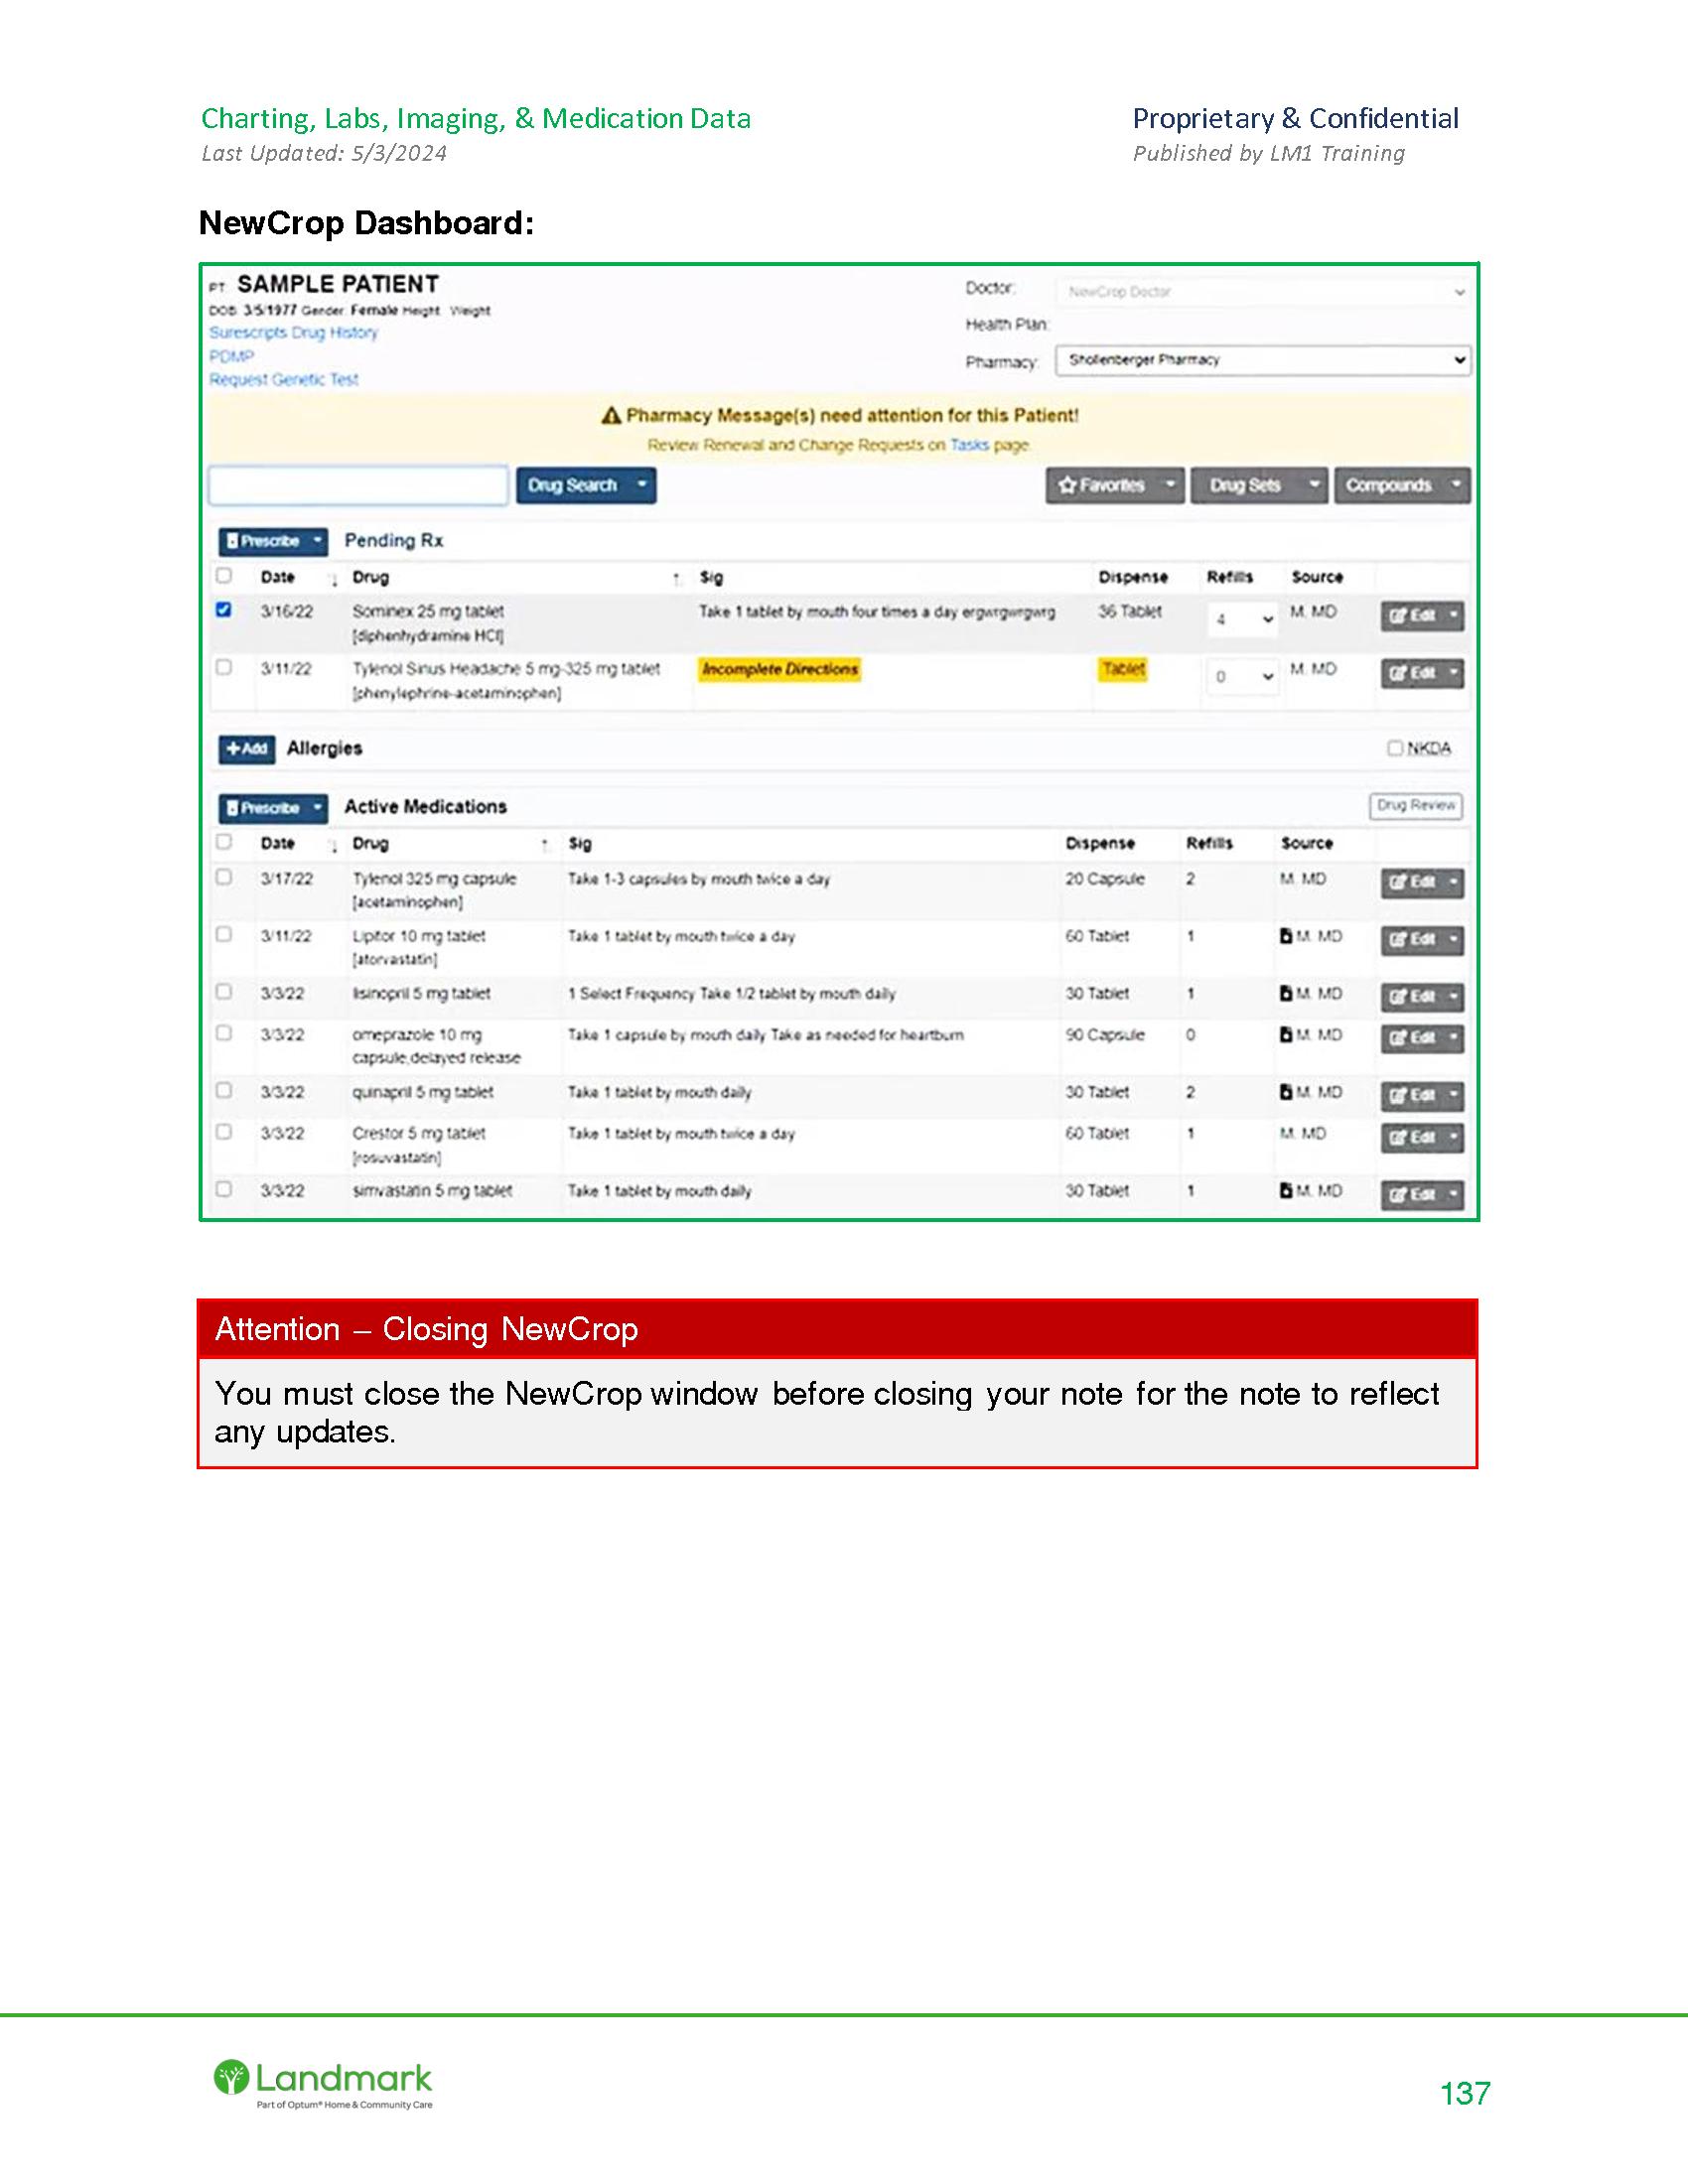 Charting, Labs, Imaging, & Medication Data
Last Updated: 5/3/2024
Proprietary & Confidential
Published by LM1 Training
NewCrop Dashboard:
PT: SAMPLE PATIENT
DOB: 3/5/1977 Gender: Female Height: Weight:
Surescripts Drug History
PDMP
Request Genetic Test
Doctor: NewCrop Doctor
Health Plan:
Pharmacy: Shollenberger Pharmacy
Pharmacy Message(s) need attention for this Patient!
Review Renewal and Change Requests on Tasks page.
Drug Search Favorites Drug Sets Compounds
Prescribe Pending Rx
Date Drug Sig Dispense Refills Source
3/16/22 Sominex 25 mg tablet Take 1 tablet by mouth four times a day ergwrgwrgwrg 36 Tablet 4 M. MD Edit
[diphenhydramine HCl]
3/11/22 Tylenol Sinus Headache 5 mg-325 mg tablet Incomplete Directions Tablet 0 M. MD Edit
[phenylephrine-acetaminophen]
+Add Allergies NKDA
Prescribe Active Medications Drug Review
Date Drug Sig Dispense Refills Source
3/17/22 Tylenol 325 mg capsule Take 1-3 capsules by mouth twice a day 20 Capsule 2 M. MD Edit
[acetaminophen]
3/11/22 Lipitor 10 mg tablet Take 1 tablet by mouth twice a day 60 Tablet 1 M. MD Edit
[atorvastatin]
3/3/22 lisinopril 5 mg tablet 1 Select Frequency Take 1/2 tablet by mouth daily 30 Tablet 1 M. MD Edit
3/3/22 omeprazole 10 mg Take 1 capsule by mouth daily Take as needed for heartburn 90 Capsule 0 M. MD Edit
capsule,delayed release
3/3/22 quinapril 5 mg tablet Take 1 tablet by mouth daily 30 Tablet 2 M. MD Edit
3/3/22 Crestor 5 mg tablet Take 1 tablet by mouth twice a day 60 Tablet 1 M. MD Edit
[rosuvastatin]
3/3/22 simvastatin 5 mg tablet Take 1 tablet by mouth daily 30 Tablet 1 M. MD Edit
Attention – Closing NewCrop
You must close the NewCrop window before closing your note for the note to reflect
any updates.
Landmark
Part of Optum® Home & Community Care
137